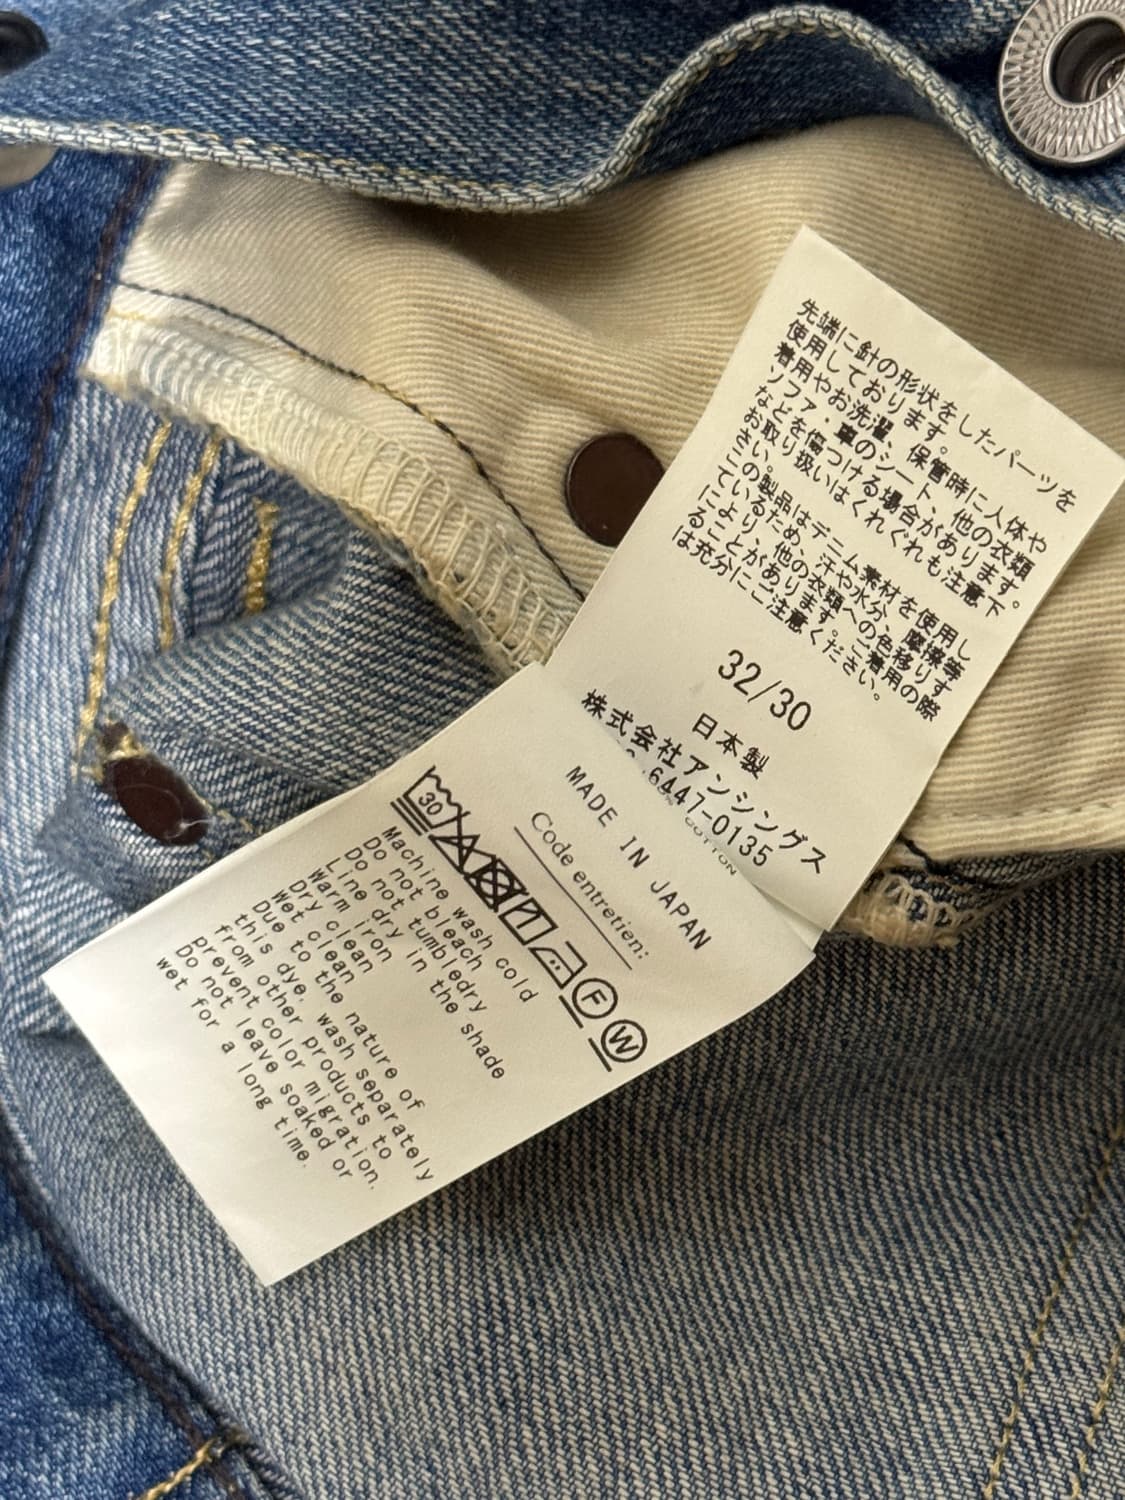 先端に針の形状をしたパーツを
使用しております。
着用やお洗濯、保管時に人体や
ソファ・車のシート、他の衣類
などを傷つける場合があります。
お取り扱いはくれぐれも注意下
さい。
この製品はデニム素材を使用し
ているため、汗や水分、摩擦等
により、他の衣類への色移りす
ることがあります。ご着用の際
は充分にご注意ください。
32/30
日本製
株式会社アンシングス
6447-0135
COTTON
MADE IN JAPAN
Code entretien:
30
F
W
Machine wash cold
Do not bleach
Do not tumbledry
Line dry in the shade
Warm iron
Dry clean
Wet clean
Due to the nature of
this dye, wash separately
from other products to
prevent color migration.
Do not leave soaked or
wet for a long time.